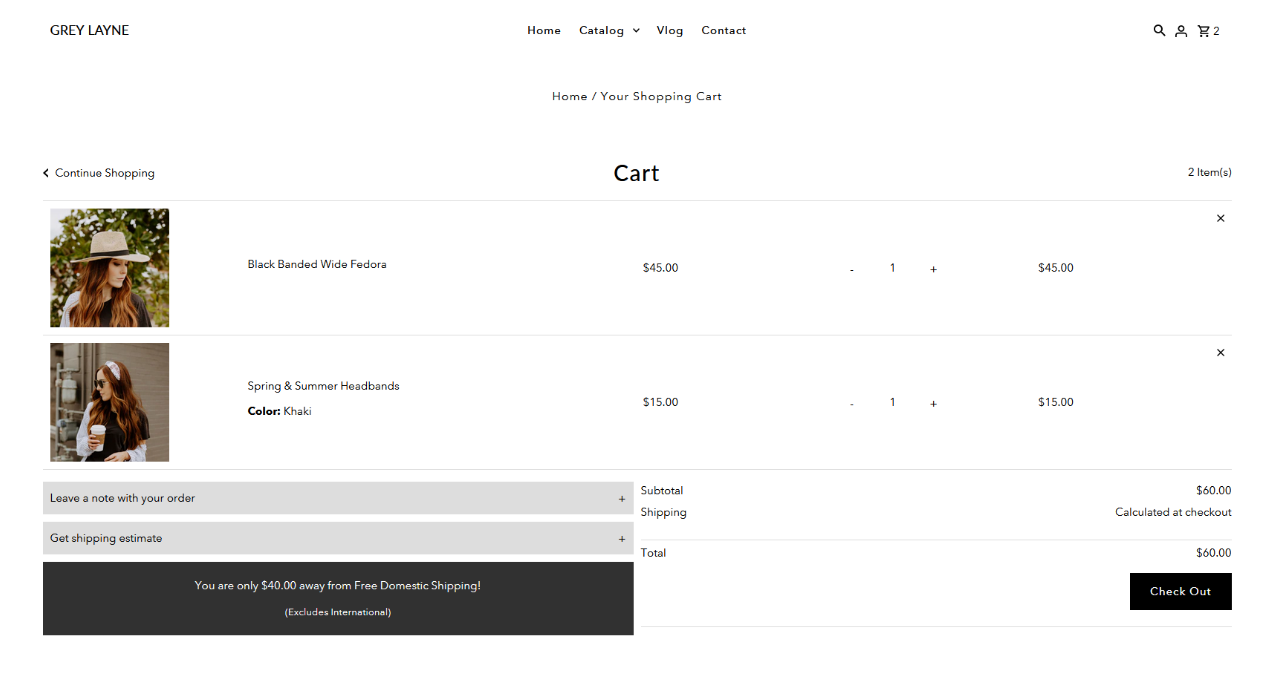 GREY LAYNE
Home Catalog Vlog Contact
2
Home / Your Shopping Cart
Continue Shopping
Cart
2 Item(s)
Black Banded Wide Fedora
$45.00
- 1 +
$45.00
Spring & Summer Headbands
Color: Khaki
$15.00
- 1 +
$15.00
Leave a note with your order +
Get shipping estimate +
You are only $40.00 away from Free Domestic Shipping!
(Excludes International)
Subtotal $60.00
Shipping Calculated at checkout
Total $60.00
Check Out